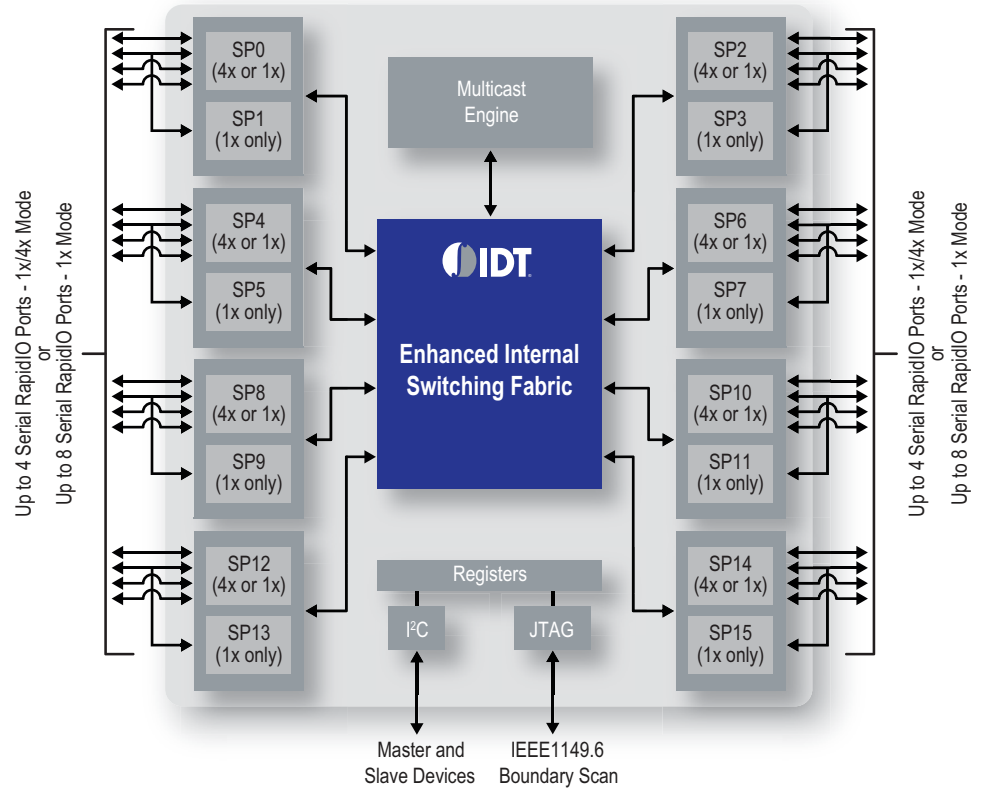 Up to 4 Serial RapidIO Ports - 1x/4x Mode
or
Up to 8 Serial RapidIO Ports - 1x Mode
SP0
(4x or 1x)
SP1
(1x only)
SP4
(4x or 1x)
SP5
(1x only)
SP8
(4x or 1x)
SP9
(1x only)
SP12
(4x or 1x)
SP13
(1x only)
Multicast
Engine
IDT
Enhanced Internal
Switching Fabric
Registers
I²C
JTAG
Master and
Slave Devices
IEEE1149.6
Boundary Scan
SP2
(4x or 1x)
SP3
(1x only)
SP6
(4x or 1x)
SP7
(1x only)
SP10
(4x or 1x)
SP11
(1x only)
SP14
(4x or 1x)
SP15
(1x only)
Up to 4 Serial RapidIO Ports - 1x/4x Mode
or
Up to 8 Serial RapidIO Ports - 1x Mode